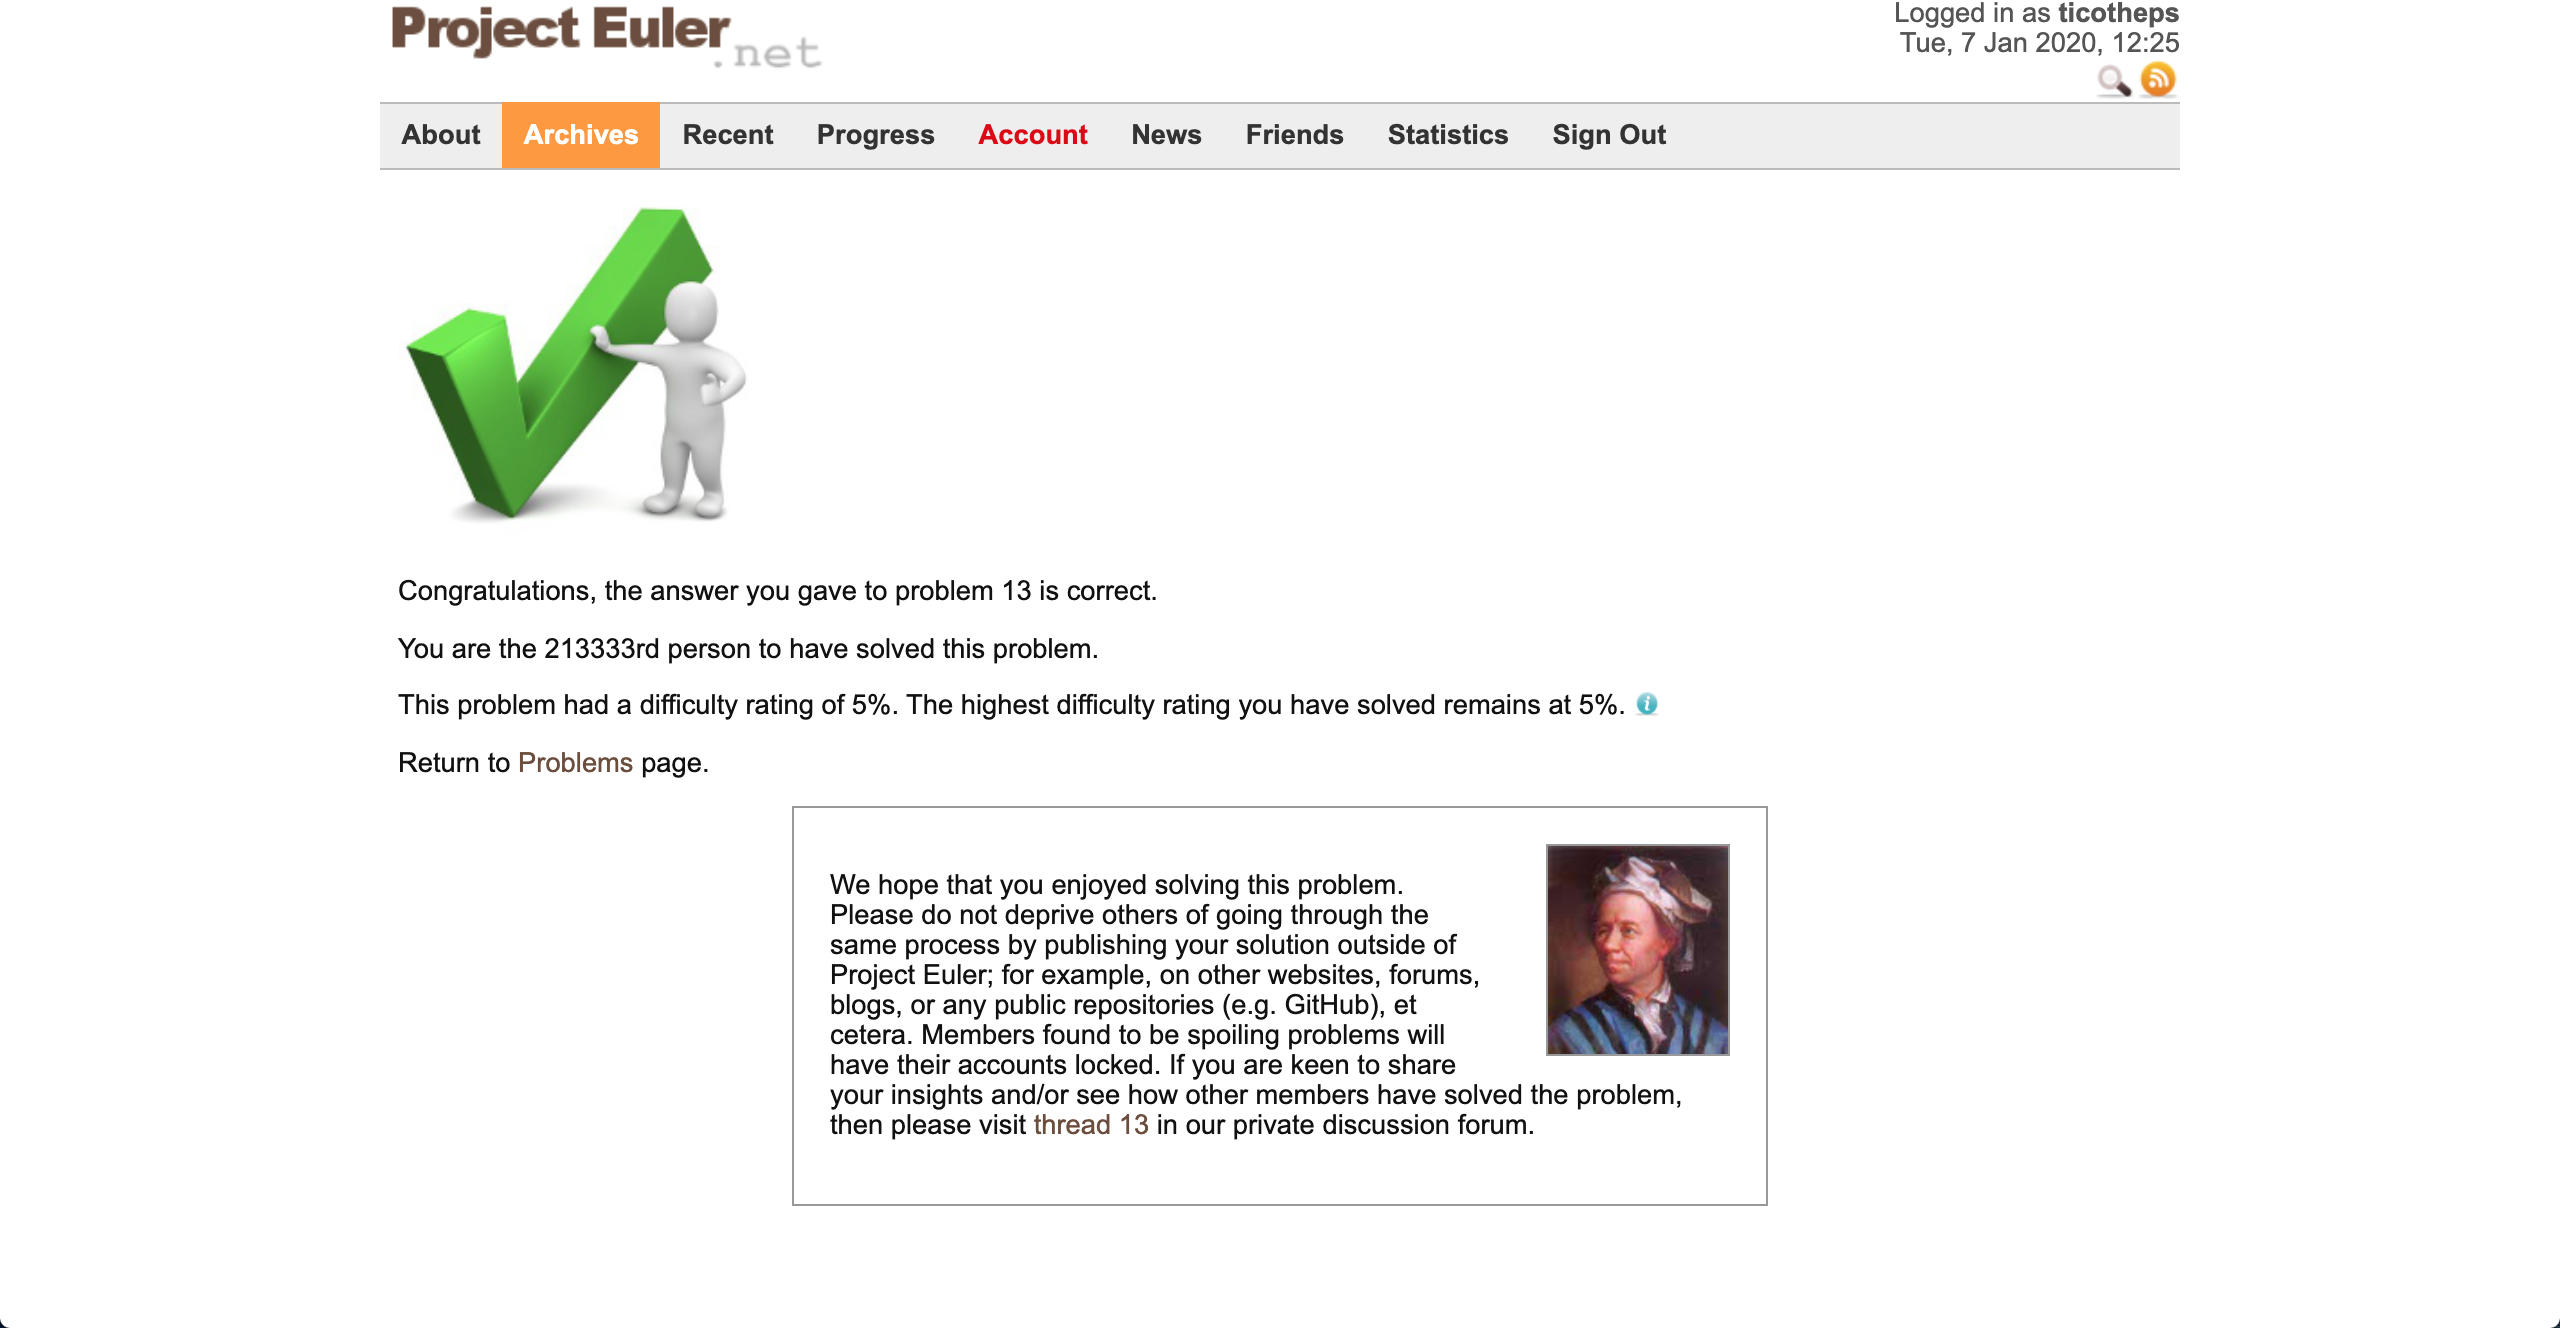 Project Euler.net
Logged in as ticotheps
Tue, 7 Jan 2020, 12:25
About Archives Recent Progress Account News Friends Statistics Sign Out
Congratulations, the answer you gave to problem 13 is correct.
You are the 213333rd person to have solved this problem.
This problem had a difficulty rating of 5%. The highest difficulty rating you have solved remains at 5%. i
Return to Problems page.
We hope that you enjoyed solving this problem.
Please do not deprive others of going through the
same process by publishing your solution outside of
Project Euler; for example, on other websites, forums,
blogs, or any public repositories (e.g. GitHub), et
cetera. Members found to be spoiling problems will
have their accounts locked. If you are keen to share
your insights and/or see how other members have solved the problem,
then please visit thread 13 in our private discussion forum.